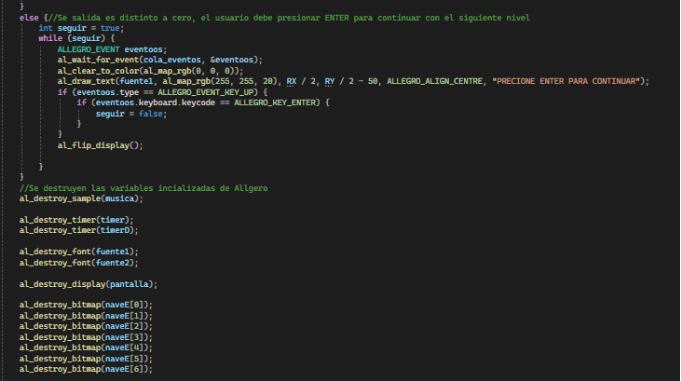 }
else {//Se salida es distinto a cero, el usuario debe presionar ENTER para continuar con el siguiente nivel
int seguir = true;
while (seguir) {
ALLEGRO_EVENT eventoos;
al_wait_for_event(cola_eventos, &eventoos);
al_clear_to_color(al_map_rgb(0, 0, 0));
al_draw_text(fuente1, al_map_rgb(255, 255, 20), RX / 2, RY / 2 - 50, ALLEGRO_ALIGN_CENTRE, "PRECIONE ENTER PARA CONTINUAR");
if (eventoos.type == ALLEGRO_EVENT_KEY_UP) {
if (eventoos.keyboard.keycode == ALLEGRO_KEY_ENTER) {
seguir = false;
}
}
al_flip_display();
}
}
//Se destruyen las variables incializadas de Allgero
al_destroy_sample(musica);
al_destroy_timer(timer);
al_destroy_timer(timerD);
al_destroy_font(fuente1);
al_destroy_font(fuente2);
al_destroy_display(pantalla);
al_destroy_bitmap(naveE[0]);
al_destroy_bitmap(naveE[1]);
al_destroy_bitmap(naveE[2]);
al_destroy_bitmap(naveE[3]);
al_destroy_bitmap(naveE[4]);
al_destroy_bitmap(naveE[5]);
al_destroy_bitmap(naveE[6]);